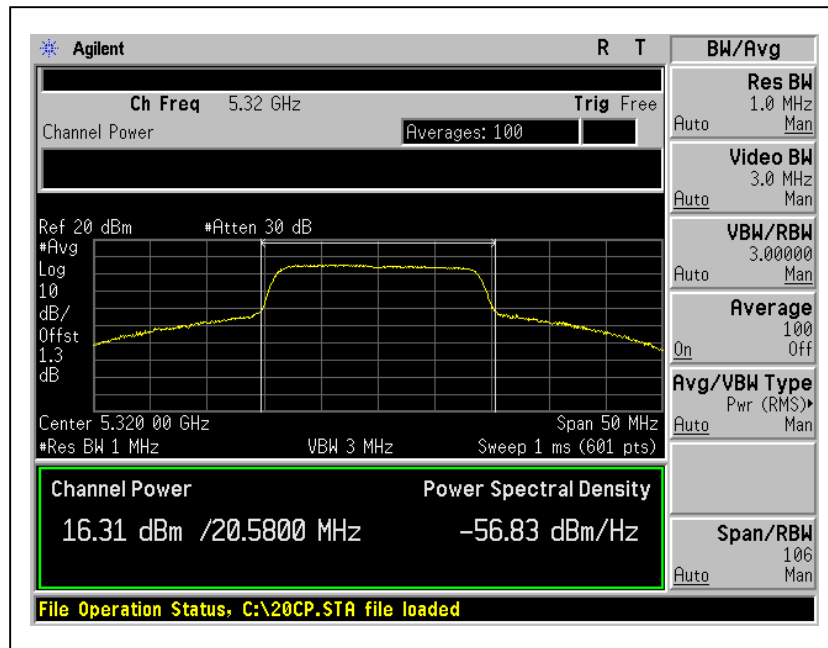 Agilent R T
Ch Freq 5.32 GHz Trig Free
Channel Power Averages: 100
Ref 20 dBm #Atten 30 dB
#Avg
Log
10
dB/
Offst
1.3
dB
Center 5.320 00 GHz Span 50 MHz
#Res BW 1 MHz VBW 3 MHz Sweep 1 ms (601 pts)
Channel Power Power Spectral Density
16.31 dBm /20.5800 MHz -56.83 dBm/Hz
File Operation Status, C:\20CP.STA file loaded
BW/Avg
Res BW
1.0 MHz
Auto Man
Video BW
3.0 MHz
Auto Man
VBW/RBW
3.00000
Auto Man
Average
100
On Off
Avg/VBW Type
Pwr (RMS)▸
Auto Man
Span/RBW
106
Auto Man